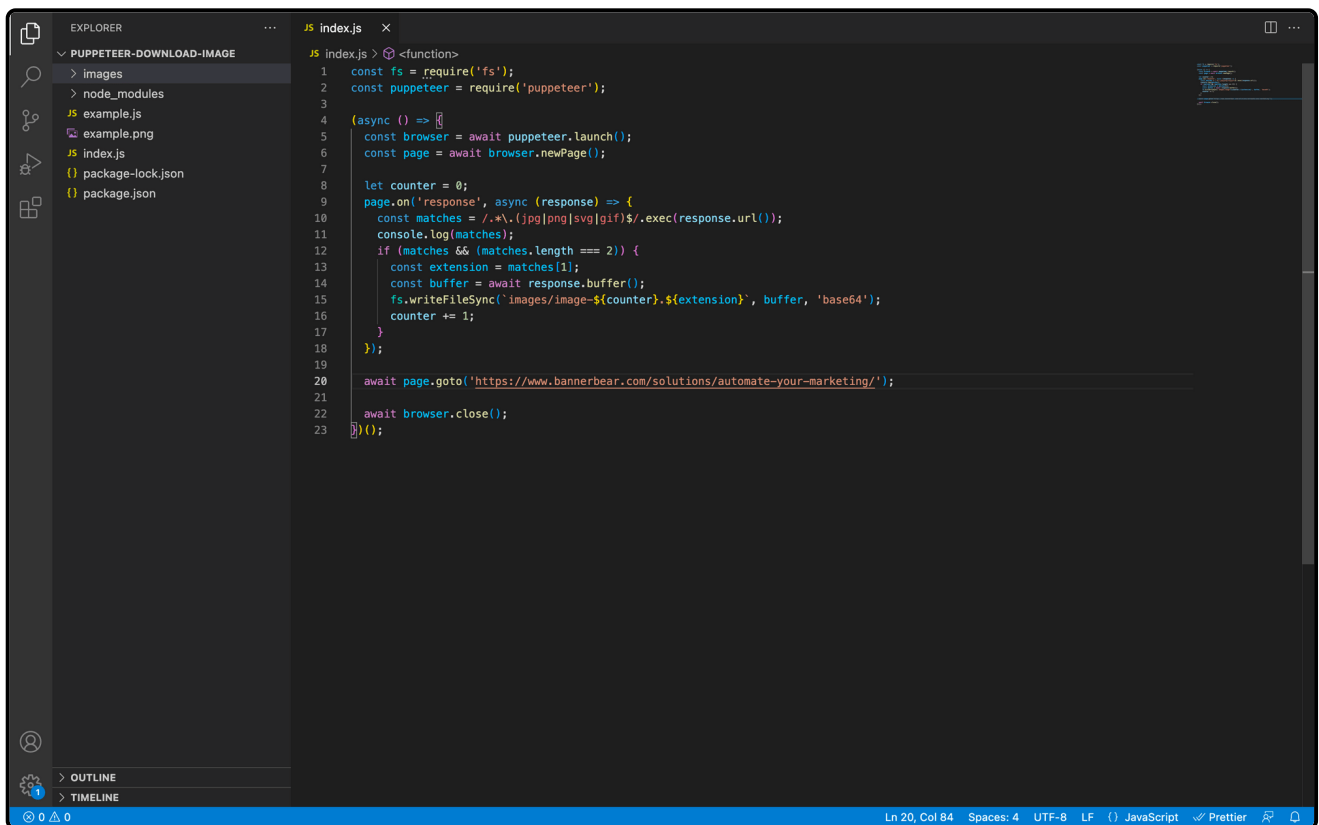 EXPLORER ···
PUPPETEER-DOWNLOAD-IMAGE
images
node_modules
JS example.js
example.png
JS index.js
{} package-lock.json
{} package.json
OUTLINE
TIMELINE
JS index.js
JS index.js > <function>
1 const fs = require('fs');
2 const puppeteer = require('puppeteer');
3
4 (async () => {
5 const browser = await puppeteer.launch();
6 const page = await browser.newPage();
7
8 let counter = 0;
9 page.on('response', async (response) => {
10 const matches = /.*\.(jpg|png|svg|gif)$/.exec(response.url());
11 console.log(matches);
12 if (matches && (matches.length === 2)) {
13 const extension = matches[1];
14 const buffer = await response.buffer();
15 fs.writeFileSync(`images/image-${counter}.${extension}`, buffer, 'base64');
16 counter += 1;
17 }
18 });
19
20 await page.goto('https://www.bannerbear.com/solutions/automate-your-marketing/');
21
22 await browser.close();
23 })();
1
0 0
Ln 20, Col 84 Spaces: 4 UTF-8 LF {} JavaScript Prettier